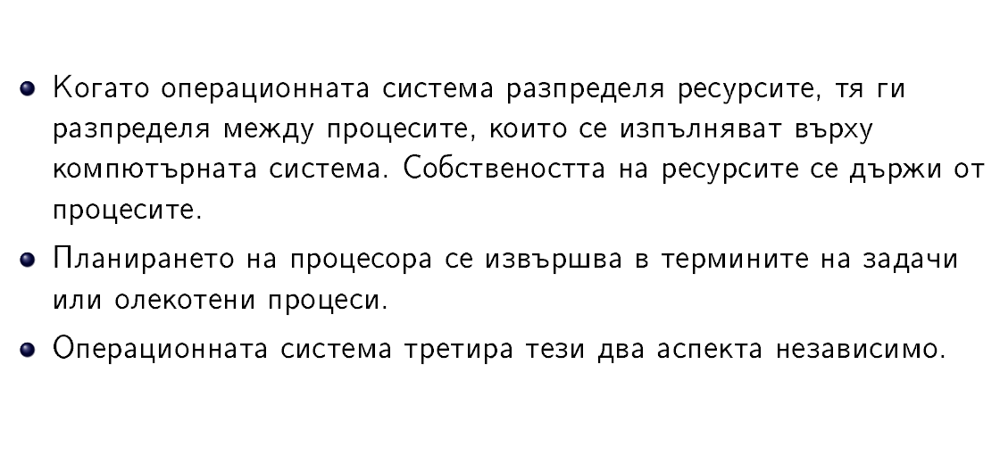 Когато операционната система разпределя ресурсите, тя ги
разпределя между процесите, които се изпълняват върху
компютърната система. Собствеността на ресурсите се държи от
процесите.
Планирането на процесора се извършва в термините на задачи
или олекотени процеси.
Операционната система третира тези два аспекта независимо.